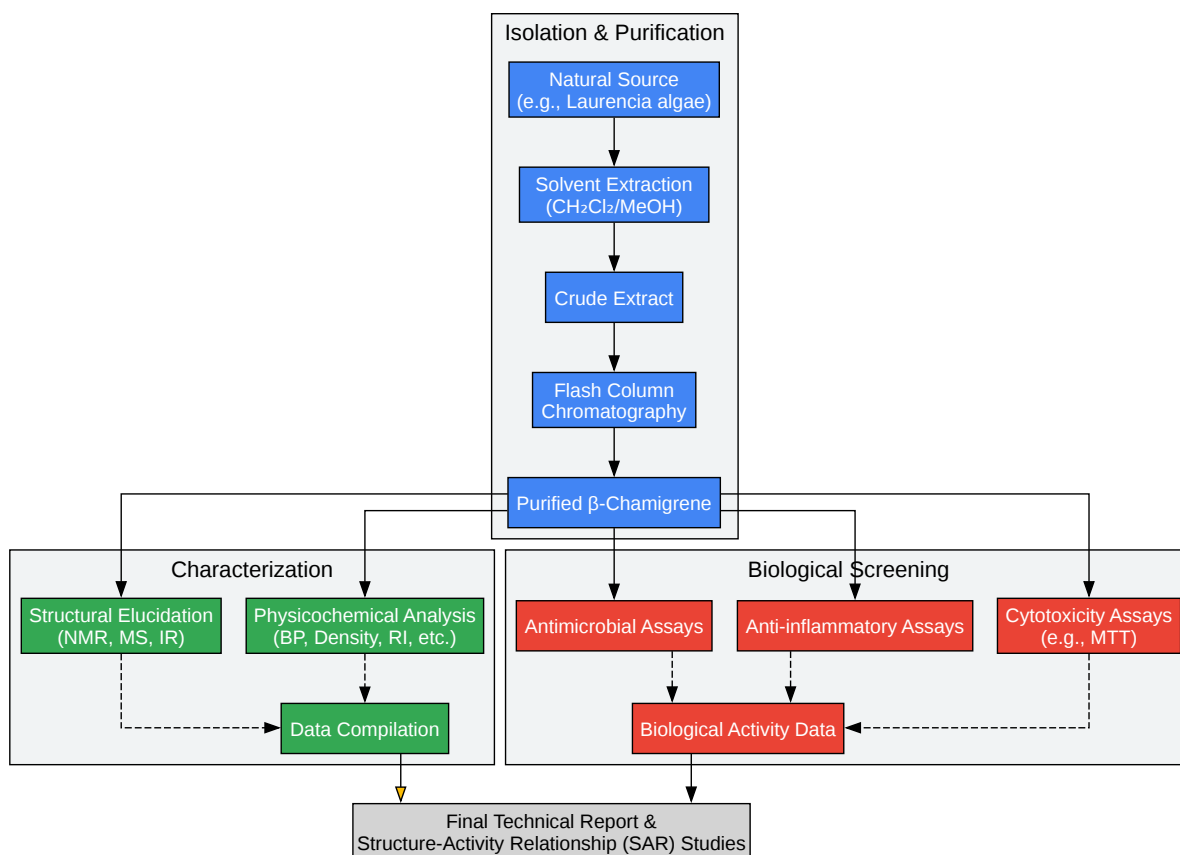 Isolation & Purification
Natural Source
(e.g., Laurencia algae)
Solvent Extraction
(CH₂Cl₂/MeOH)
Crude Extract
Flash Column
Chromatography
Purified β-Chamigrene
Characterization
Structural Elucidation
(NMR, MS, IR)
Physicochemical Analysis
(BP, Density, RI, etc.)
Data Compilation
Biological Screening
Antimicrobial Assays
Anti-inflammatory Assays
Cytotoxicity Assays
(e.g., MTT)
Biological Activity Data
Final Technical Report &
Structure-Activity Relationship (SAR) Studies